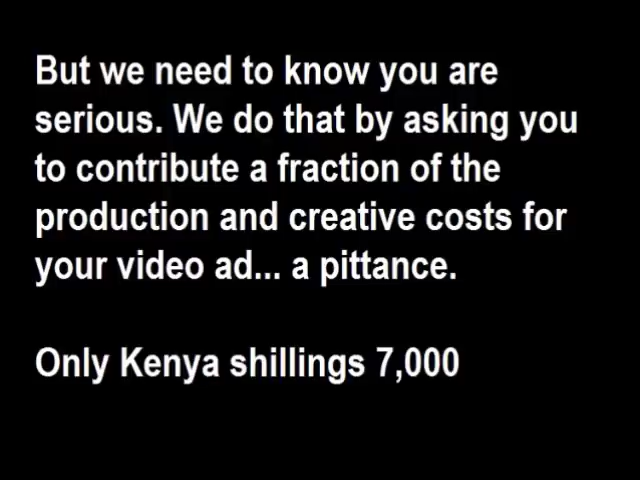 But we need to know you are
serious. We do that by asking you
to contribute a fraction of the
production and creative costs for
your video ad... a pittance.
Only Kenya shillings 7,000